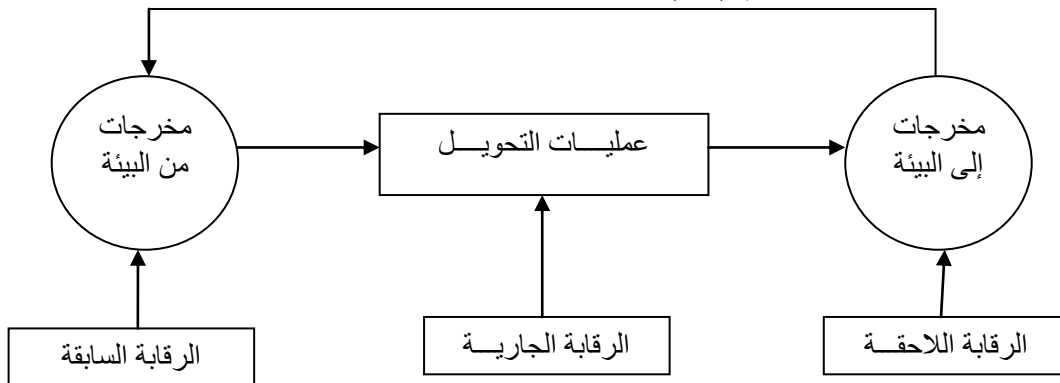 مخرجات
من البيئة
عمليـــات التحويـــل
مخرجات
إلى البيئة
الرقابة السابقة
الرقابة الجاريـــة
الرقابة اللاحقـــة